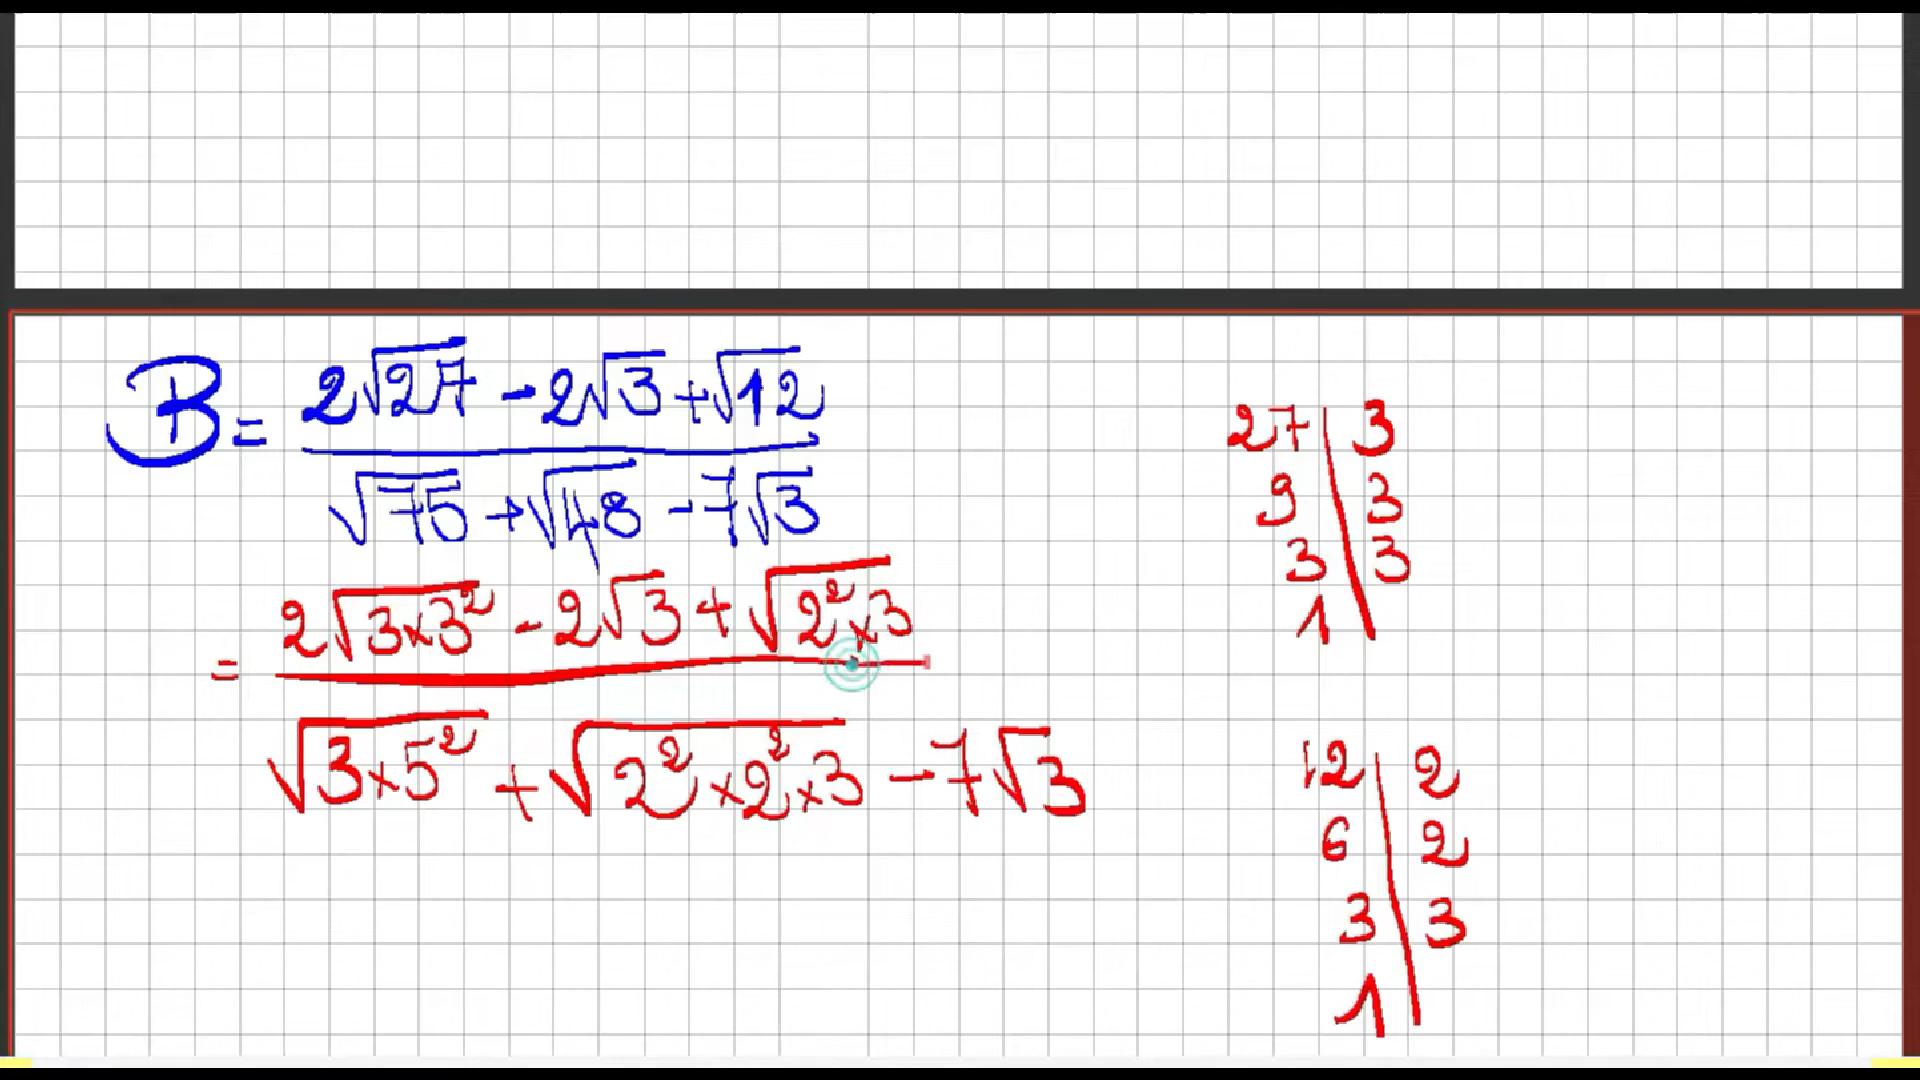 B = (2√27 - 2√3 + √12) / (√75 + √48 - 7√3)
= (2√(3×3²) - 2√3 + √(2²×3)) / (√(3×5²) + √(2²×2²×3) - 7√3)
27 | 3
9 | 3
3 | 3
1
12 | 2
6 | 2
3 | 3
1